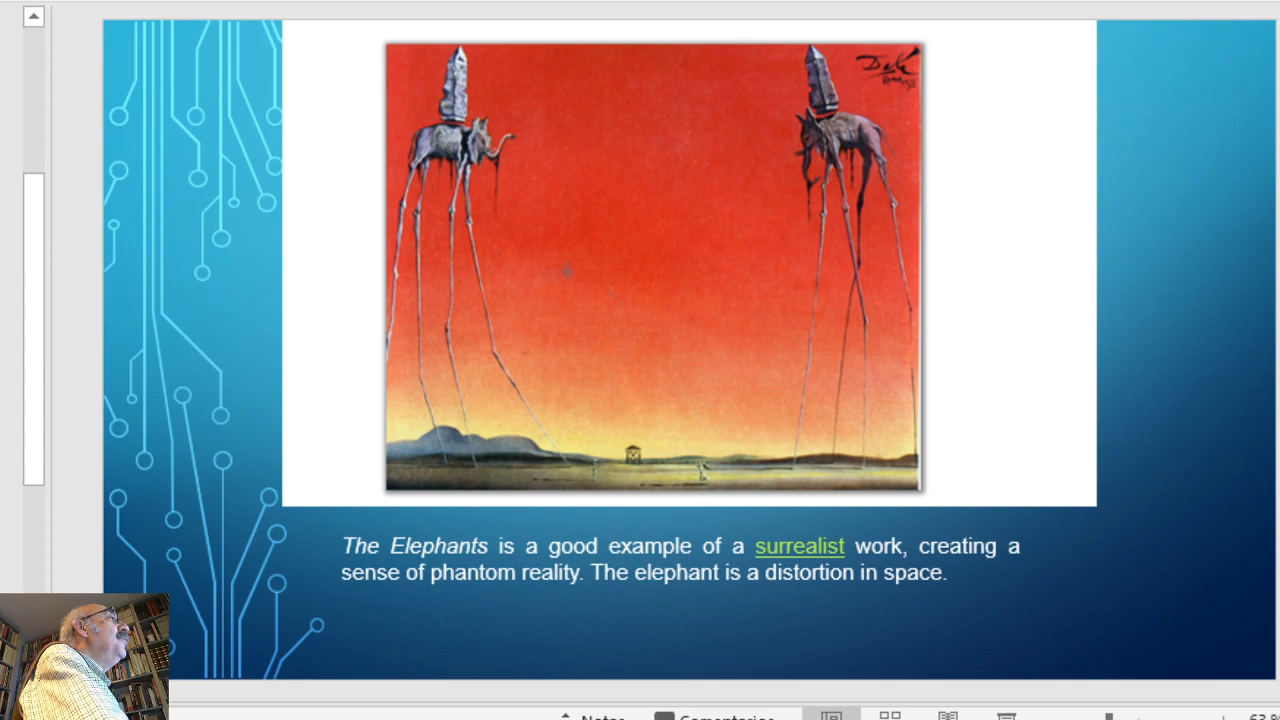 Dalí
The Elephants is a good example of a surrealist work, creating a
sense of phantom reality. The elephant is a distortion in space.